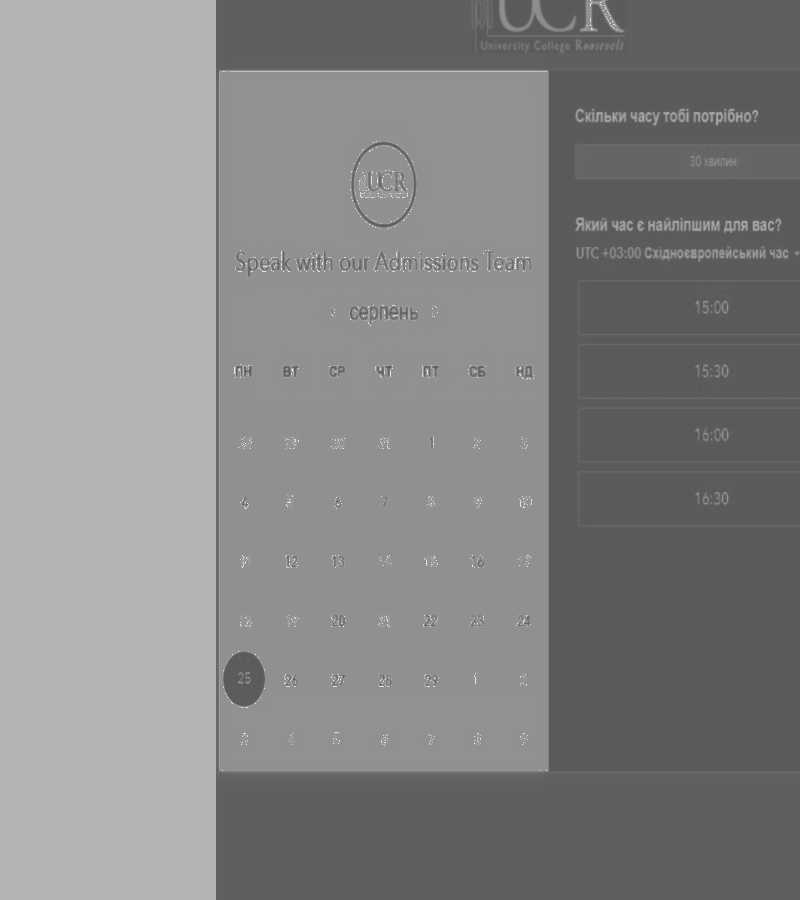 UCR
University College Roosevelt
UCR
Speak with our Admissions Team
серпень
ПН ВТ СР ЧТ ПТ СБ НД
1 2 3
4 5 6 7 8 9 10
11 12 13 14 15 16 17
18 19 20 21 22 23 24
25 26 27 28 29 1 2
3 4 5 6 7 8 9
Скільки часу тобі потрібно?
30 хвилин
Який час є найліпшим для вас?
UTC +03:00 Східноєвропейський час
15:00
15:30
16:00
16:30